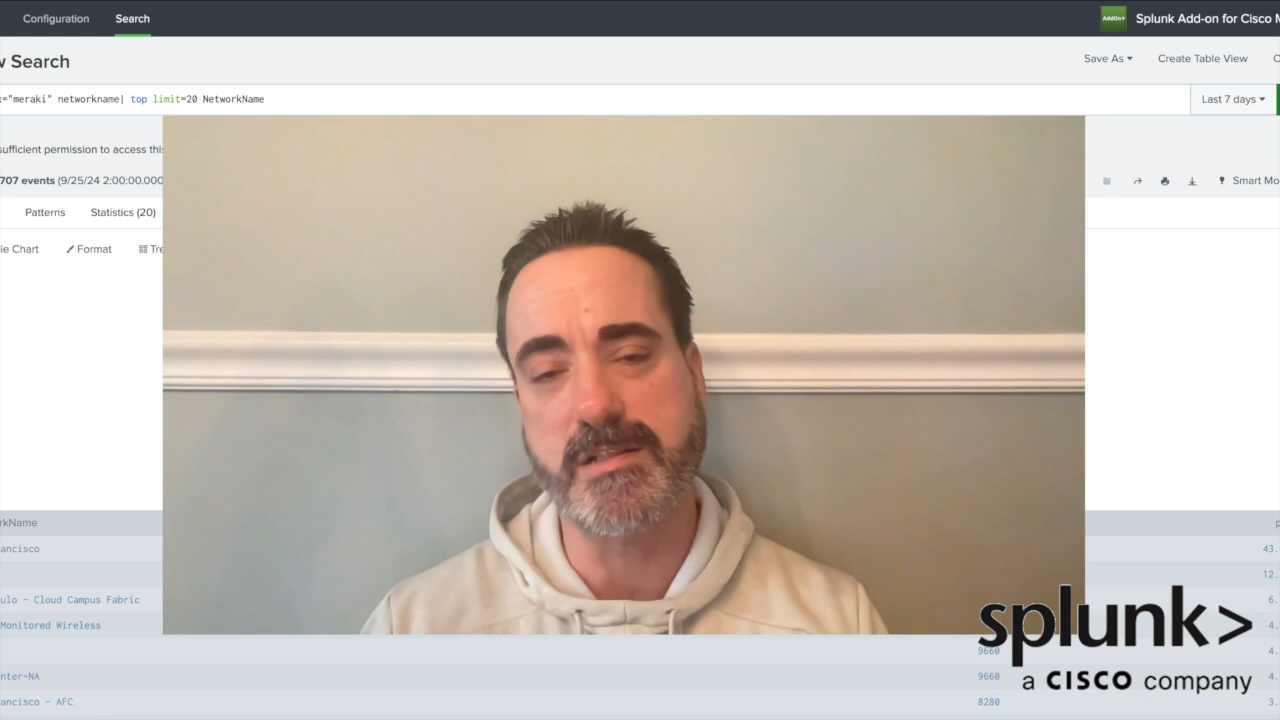 Configuration Search
AddOn+ Splunk Add-on for Cisco M
w Search
Save As Create Table View
="meraki" networkname| top limit=20 NetworkName
Last 7 days
sufficient permission to access this
707 events (9/25/24 2:00:00.000
Smart Mo
Patterns Statistics (20)
ie Chart Format Tre
rkName
ancisco 43.
12.
ulo - Cloud Campus Fabric 6.
Monitored Wireless 4.
9660 4.
nter-NA 9660 4.
ancisco - AFC 8280 3.
splunk>
a CISCO company